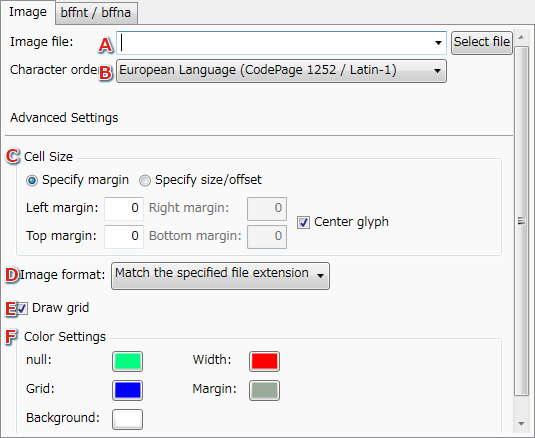 Image bffnt / bffna
Image file: A Select file
Character orde B European Language (CodePage 1252 / Latin-1)
Advanced Settings
C Cell Size
Specify margin Specify size/offset
Left margin: 0 Right margin: 0
Center glyph
Top margin: 0 Bottom margin: 0
D Image format: Match the specified file extension
E Draw grid
F Color Settings
null: Width:
Grid: Margin:
Background: